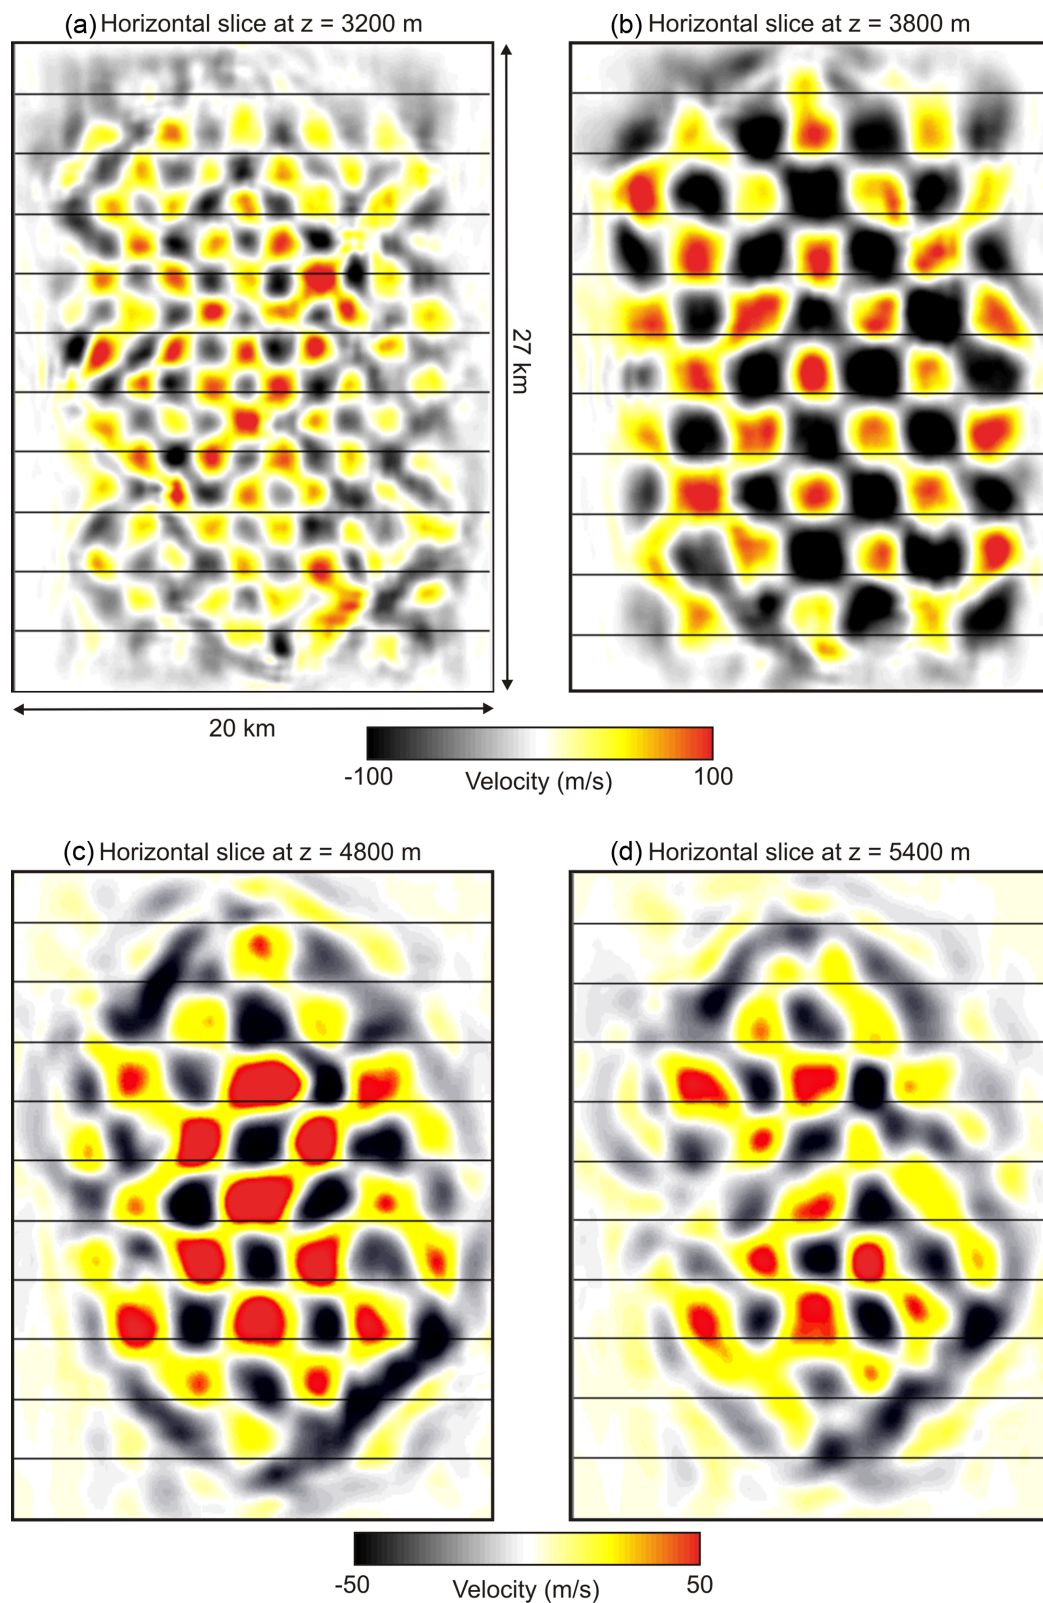 (a) Horizontal slice at z = 3200 m
(b) Horizontal slice at z = 3800 m
27 km
20 km
-100
100
Velocity (m/s)
(c) Horizontal slice at z = 4800 m
(d) Horizontal slice at z = 5400 m
-50
50
Velocity (m/s)